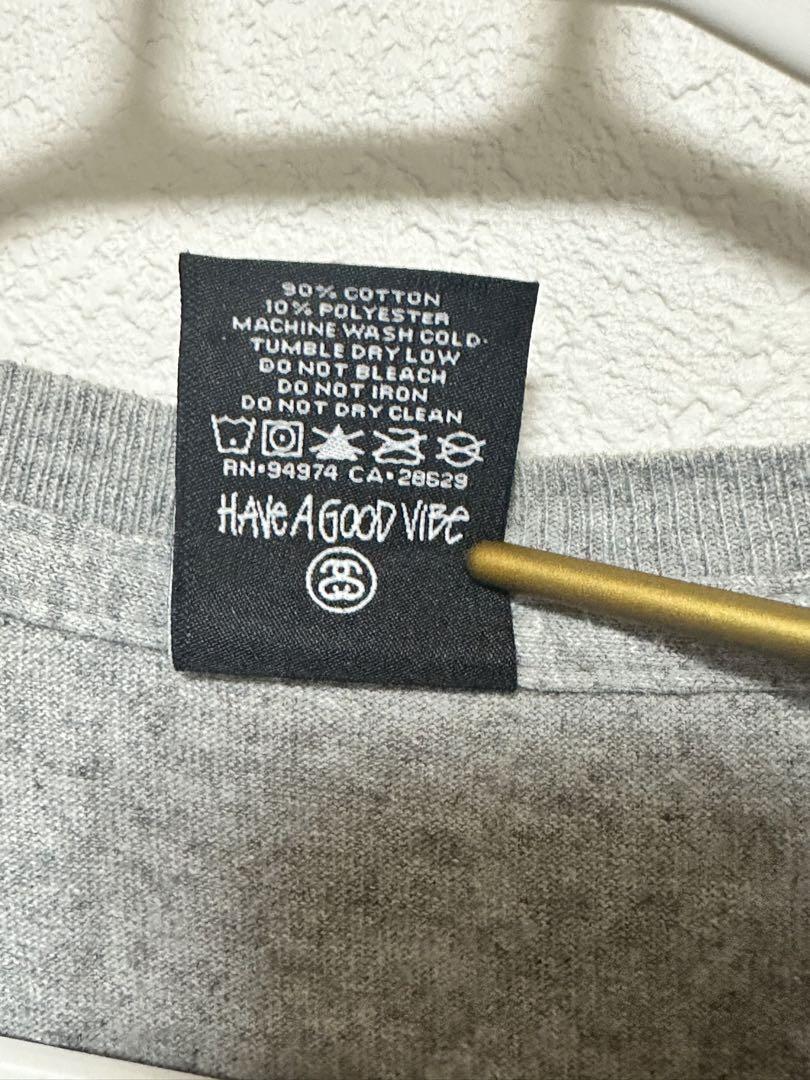 90% COTTON
10% POLYESTER
MACHINE WASH COLD
TUMBLE DRY LOW
DO NOT BLEACH
DO NOT IRON
DO NOT DRY CLEAN
RN•94974 CA•28629
HAVE A GOOD VIBE